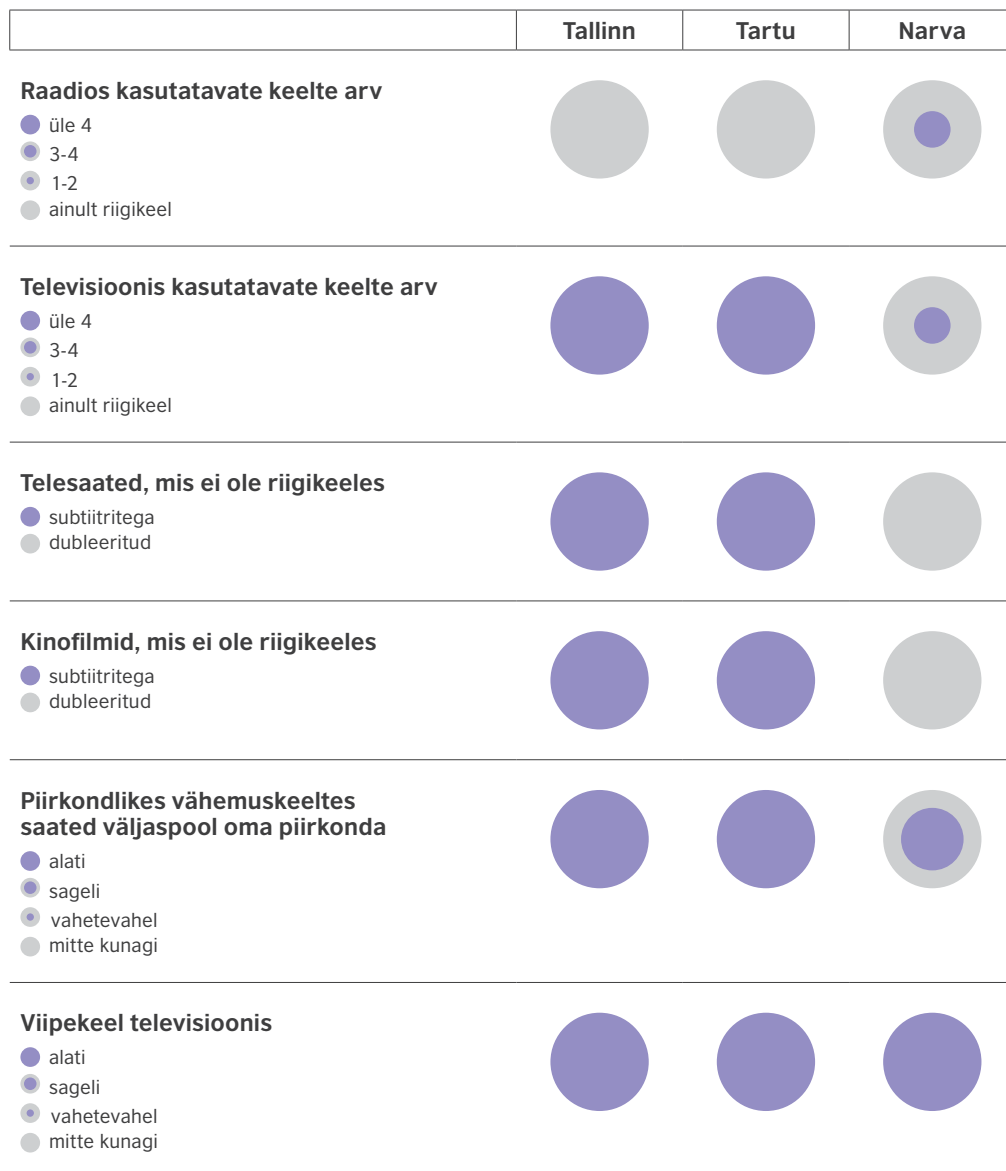 Tallinn Tartu Narva
Raadios kasutatavate keelte arv
üle 4
3-4
1-2
ainult riigikeel
Televisioonis kasutatavate keelte arv
üle 4
3-4
1-2
ainult riigikeel
Telesaated, mis ei ole riigikeeles
subtiitritega
dubleeritud
Kinofilmid, mis ei ole riigikeeles
subtiitritega
dubleeritud
Piirkondlikes vähemuskeeltes
saated väljaspool oma piirkonda
alati
sageli
vahetevahel
mitte kunagi
Viipekeel televisioonis
alati
sageli
vahetevahel
mitte kunagi